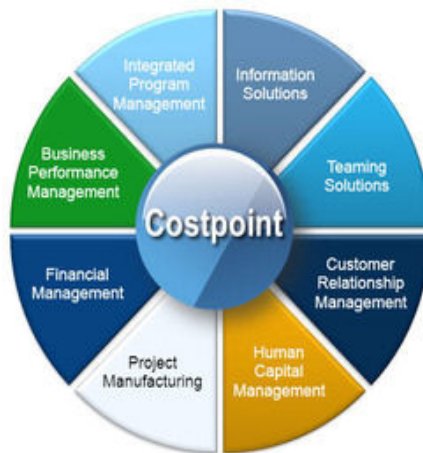 Integrated
Program
Management
Information
Solutions
Teaming
Solutions
Customer
Relationship
Management
Human
Capital
Management
Project
Manufacturing
Financial
Management
Business
Performance
Management
Costpoint